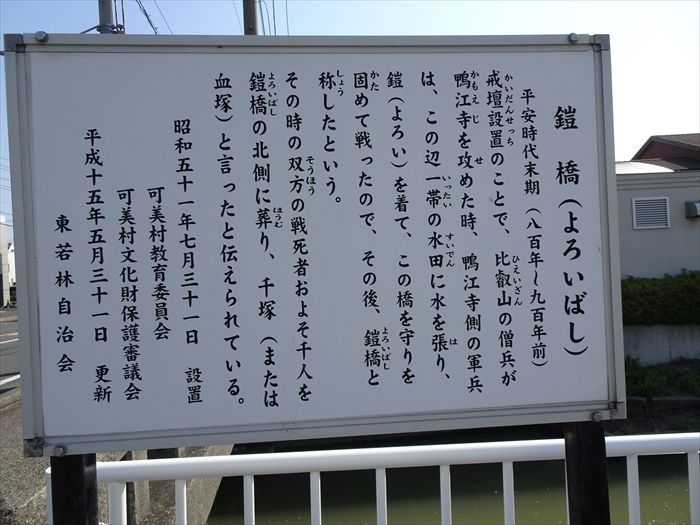 鎧橋（よろいばし）
平安時代末期（八百年～九百年前）
戒壇設置のことで、比叡山の僧兵が
鴨江寺を攻めた時、鴨江寺側の軍兵
は、この辺一帯の水田に水を張り、
鎧（よろい）を着て、この橋を守りを
固めて戦ったので、その後、鎧橋と
称したという。
その時の双方の戦死者およそ千人を
鎧橋の北側に葬り、千塚（または
血塚）と言ったと伝えられている。
昭和五十一年七月三十一日 設置
可美村教育委員会
可美村文化財保護審議会
平成十五年五月三十一日 更新
東若林自治会